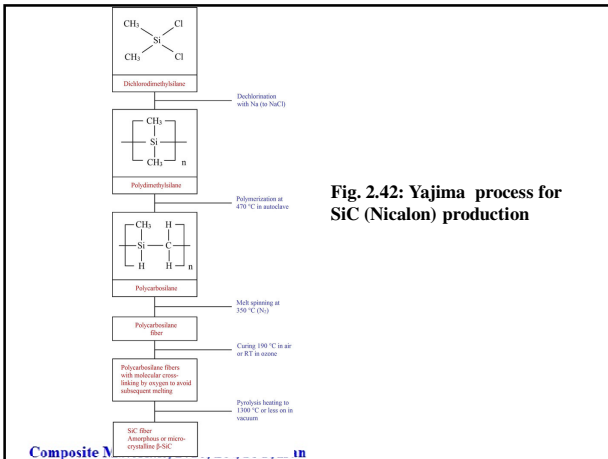 CH₃ Cl
Si
CH₃ Cl
Dichlorodimethylsilane
Dechlorination
with Na (to NaCl)
CH₃
Si
CH₃ n
Polydimethylsilane
Polymerization at
470 °C in autoclave
CH₃ H
Si C
H H n
Polycarbosilane
Melt spinning at
350 °C (N₂)
Polycarbosilane
fiber
Curing 190 °C in air
or RT in ozone
Polycarbosilane fibers
with molecular cross-
linking by oxygen to avoid
subsequent melting
Pyrolysis heating to
1300 °C or less on in
vacuum
SiC fiber
Amorphous or micro-
crystalline β-SiC
Fig. 2.42: Yajima process for
SiC (Nicalon) production
Composite